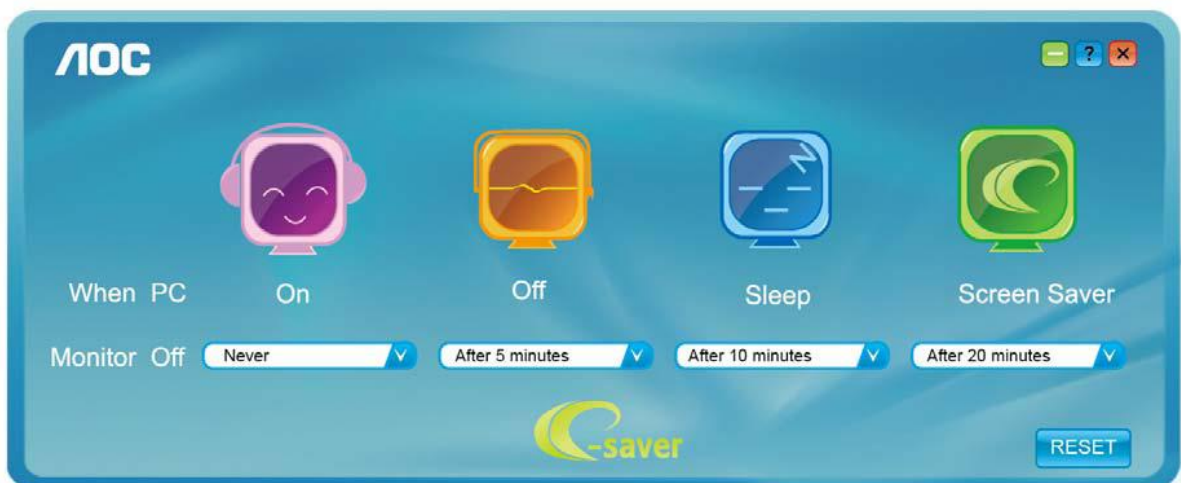 AOC
?
When PC On Off Sleep Screen Saver
Monitor Off Never After 5 minutes After 10 minutes After 20 minutes
e-saver
RESET